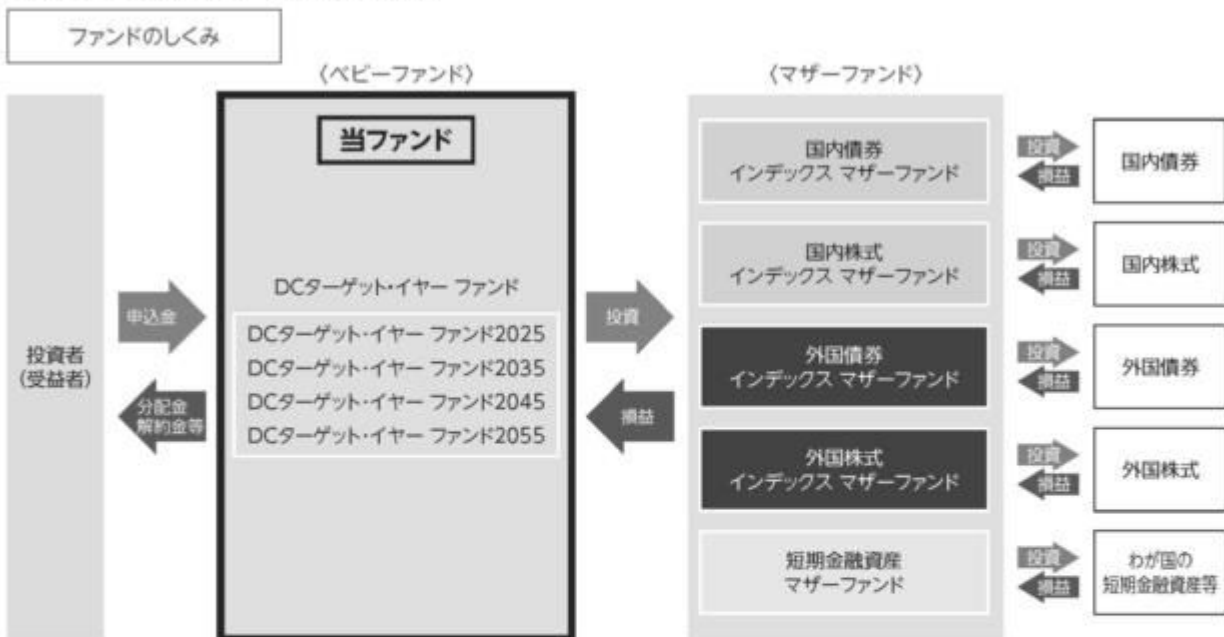 ファンドのしくみ
〈ベビーファンド〉
〈マザーファンド〉
投資者
(受益者)
申込金
分配金
解約金等
当ファンド
DCターゲット・イヤー ファンド
DCターゲット・イヤー ファンド2025
DCターゲット・イヤー ファンド2035
DCターゲット・イヤー ファンド2045
DCターゲット・イヤー ファンド2055
投資
損益
国内債券
インデックス マザーファンド
投資
損益
国内債券
国内株式
インデックス マザーファンド
投資
損益
国内株式
外国債券
インデックス マザーファンド
投資
損益
外国債券
外国株式
インデックス マザーファンド
投資
損益
外国株式
短期金融資産
マザーファンド
投資
損益
わが国の
短期金融資産等